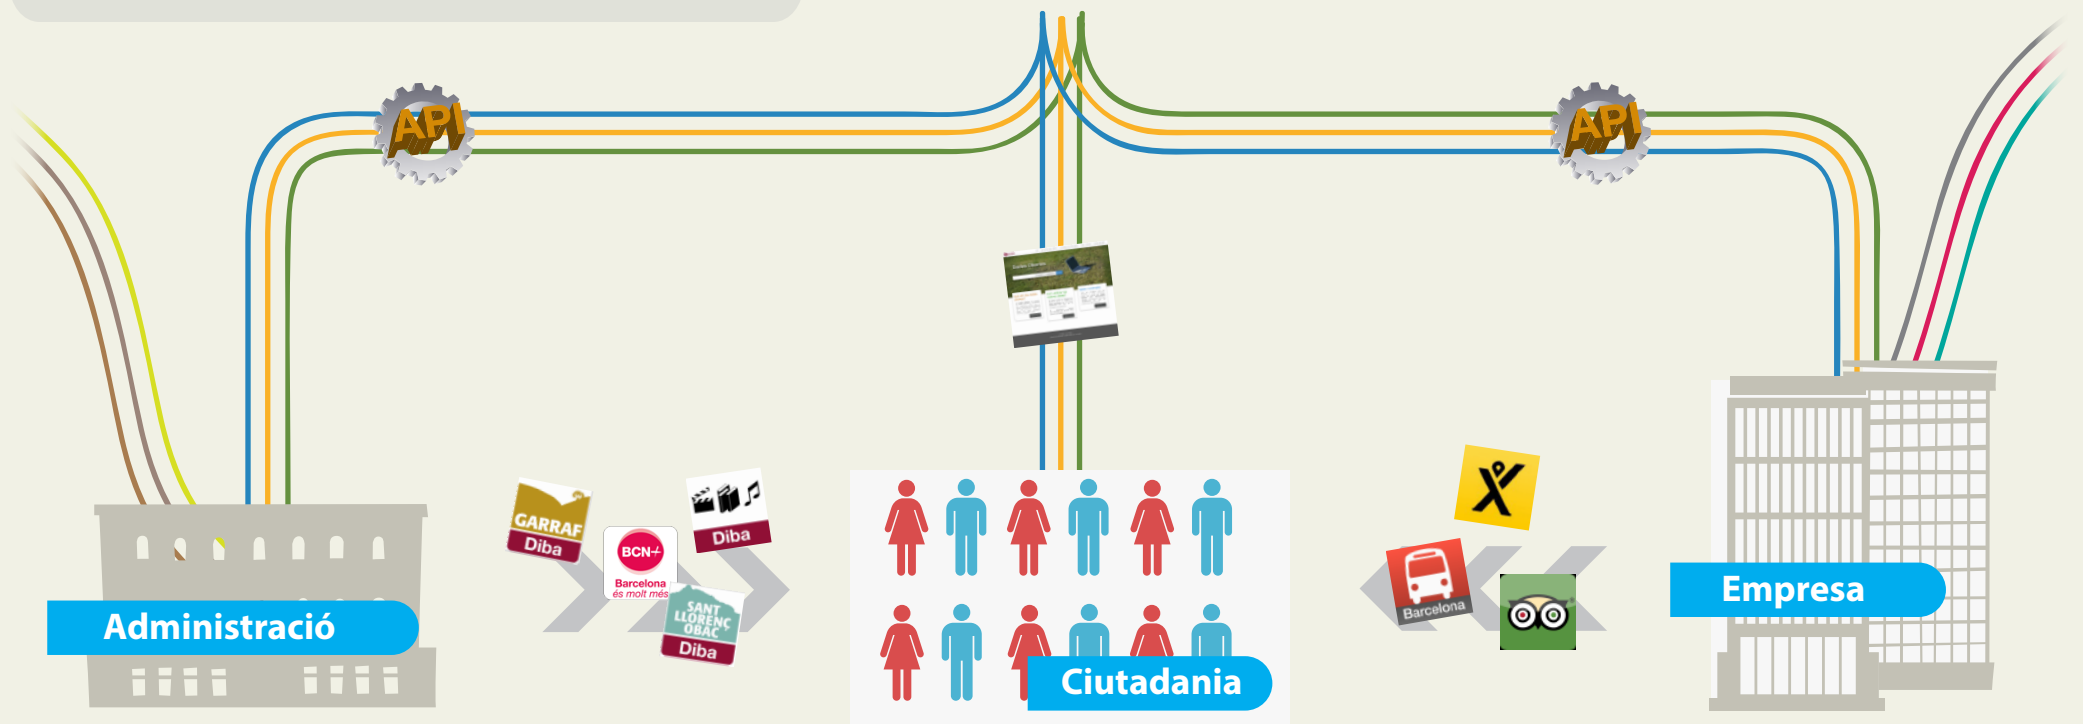 API
API
GARRAF
Diba
BCN+
Barcelona
és molt més
Diba
SANT
LLORENÇ
OBAC
Diba
Barcelona
Administració
Ciutadania
Empresa